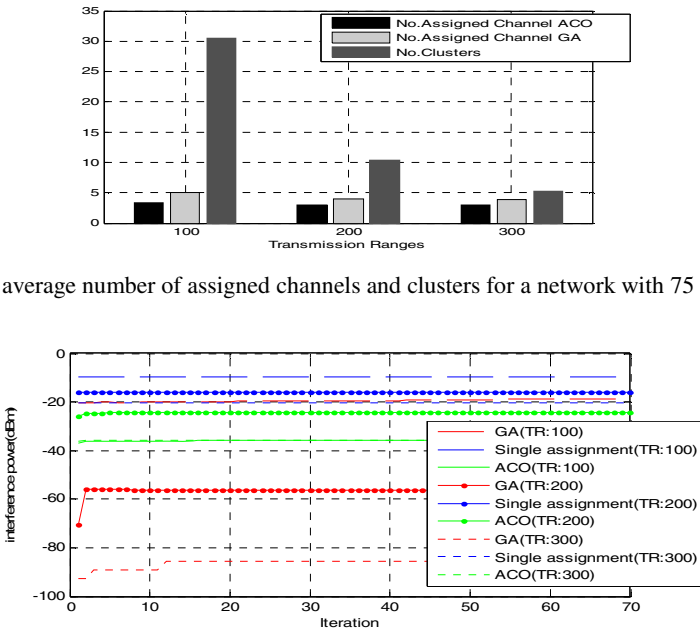 35
30
25
20
15
10
5
0
No.Assigned Channel ACO
No.Assigned Channel GA
No.Clusters
100 200 300
Transmission Ranges
average number of assigned channels and clusters for a network with 75
interference power(dBm)
0
-20
-40
-60
-80
-100
GA(TR:100)
Single assignment(TR:100)
ACO(TR:100)
GA(TR:200)
Single assignment(TR:200)
ACO(TR:200)
GA(TR:300)
Single assignment(TR:300)
ACO(TR:300)
0 10 20 30 40 50 60 70
Iteration